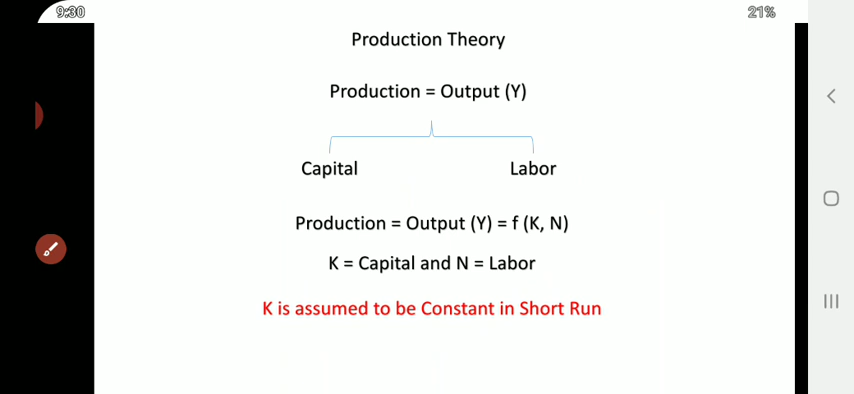 9:30
21%
Production Theory
Production = Output (Y)
Capital
Labor
Production = Output (Y) = f (K, N)
K = Capital and N = Labor
K is assumed to be Constant in Short Run